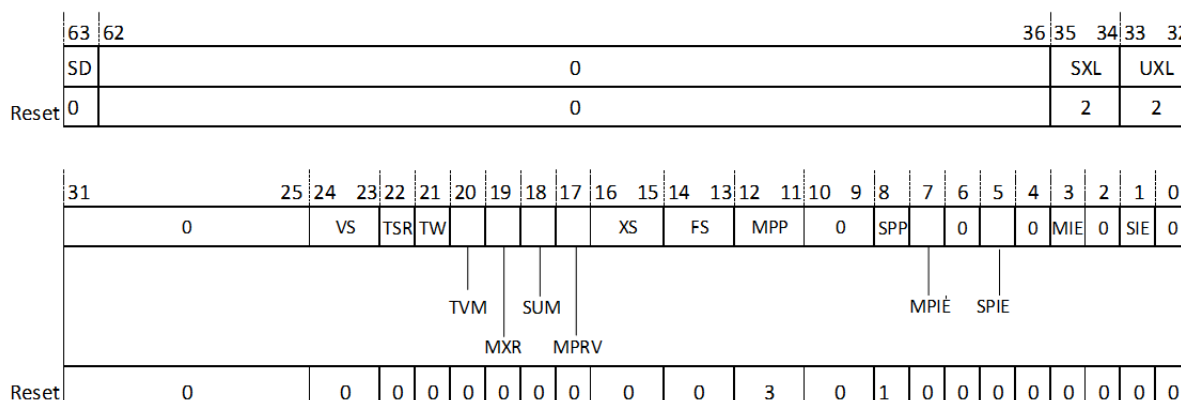 63 62 36 35 34 33 32
SD 0 SXL UXL
Reset 0 0 2 2
31 25 24 23 22 21 20 19 18 17 16 15 14 13 12 11 10 9 8 7 6 5 4 3 2 1 0
0 VS TSR TW XS FS MPP 0 SPP 0 0 MIE 0 SIE 0
TVM SUM MPIE SPIE
MXR MPRV
Reset 0 0 0 0 0 0 0 0 0 0 3 0 1 0 0 0 0 0 0 0 0